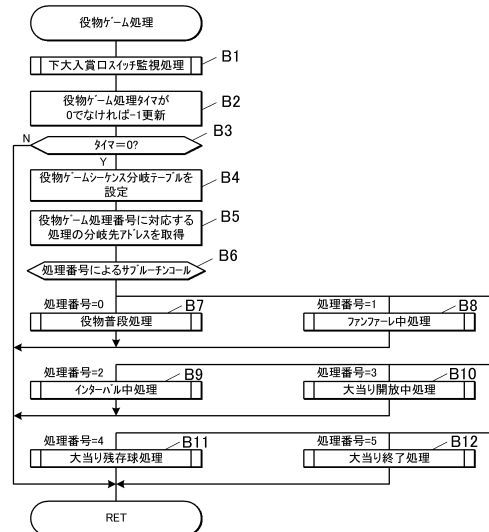 役物ゲーム処理
下大入賞口スイッチ監視処理
B1
役物ゲーム処理タイマが
0でなければ-1更新
B2
B3
N
タイマ=0?
Y
役物ゲームシーケンス分岐テーブルを
設定
B4
役物ゲーム処理番号に対応する
処理の分岐先アドレスを取得
B5
B6
処理番号によるサブルーチンコール
処理番号=0
B7
役物普段処理
処理番号=1
B8
ファンファーレ中処理
処理番号=2
B9
インターバル中処理
処理番号=3
B10
大当り開放中処理
処理番号=4
B11
大当り残存球処理
処理番号=5
B12
大当り終了処理
RET